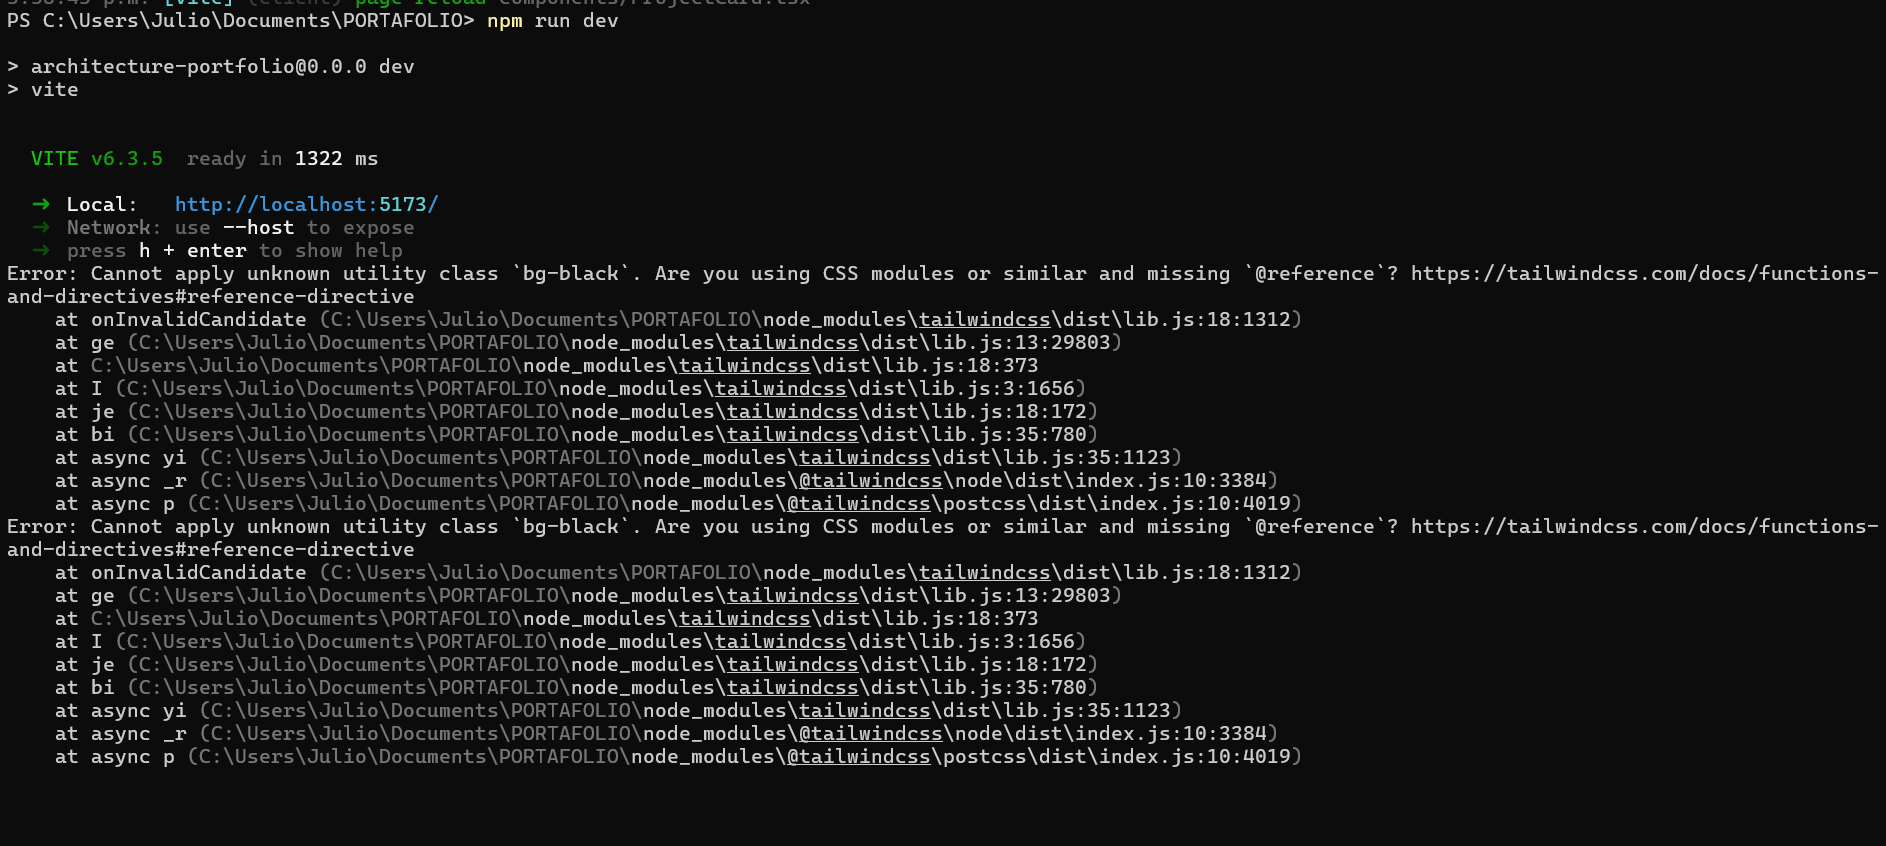 5:58:45 p.m. [vite] (client) page reload components/ProjectCard.tsx
PS C:\Users\Julio\Documents\PORTAFOLIO> npm run dev
> architecture-portfolio@0.0.0 dev
> vite
VITE v6.3.5 ready in 1322 ms
➜ Local: http://localhost:5173/
➜ Network: use --host to expose
➜ press h + enter to show help
Error: Cannot apply unknown utility class `bg-black`. Are you using CSS modules or similar and missing `@reference`? https://tailwindcss.com/docs/functions-
and-directives#reference-directive
at onInvalidCandidate (C:\Users\Julio\Documents\PORTAFOLIO\node_modules\tailwindcss\dist\lib.js:18:1312)
at ge (C:\Users\Julio\Documents\PORTAFOLIO\node_modules\tailwindcss\dist\lib.js:13:29803)
at C:\Users\Julio\Documents\PORTAFOLIO\node_modules\tailwindcss\dist\lib.js:18:373
at I (C:\Users\Julio\Documents\PORTAFOLIO\node_modules\tailwindcss\dist\lib.js:3:1656)
at je (C:\Users\Julio\Documents\PORTAFOLIO\node_modules\tailwindcss\dist\lib.js:18:172)
at bi (C:\Users\Julio\Documents\PORTAFOLIO\node_modules\tailwindcss\dist\lib.js:35:780)
at async yi (C:\Users\Julio\Documents\PORTAFOLIO\node_modules\tailwindcss\dist\lib.js:35:1123)
at async _r (C:\Users\Julio\Documents\PORTAFOLIO\node_modules\@tailwindcss\node\dist\index.js:10:3384)
at async p (C:\Users\Julio\Documents\PORTAFOLIO\node_modules\@tailwindcss\postcss\dist\index.js:10:4019)
Error: Cannot apply unknown utility class `bg-black`. Are you using CSS modules or similar and missing `@reference`? https://tailwindcss.com/docs/functions-
and-directives#reference-directive
at onInvalidCandidate (C:\Users\Julio\Documents\PORTAFOLIO\node_modules\tailwindcss\dist\lib.js:18:1312)
at ge (C:\Users\Julio\Documents\PORTAFOLIO\node_modules\tailwindcss\dist\lib.js:13:29803)
at C:\Users\Julio\Documents\PORTAFOLIO\node_modules\tailwindcss\dist\lib.js:18:373
at I (C:\Users\Julio\Documents\PORTAFOLIO\node_modules\tailwindcss\dist\lib.js:3:1656)
at je (C:\Users\Julio\Documents\PORTAFOLIO\node_modules\tailwindcss\dist\lib.js:18:172)
at bi (C:\Users\Julio\Documents\PORTAFOLIO\node_modules\tailwindcss\dist\lib.js:35:780)
at async yi (C:\Users\Julio\Documents\PORTAFOLIO\node_modules\tailwindcss\dist\lib.js:35:1123)
at async _r (C:\Users\Julio\Documents\PORTAFOLIO\node_modules\@tailwindcss\node\dist\index.js:10:3384)
at async p (C:\Users\Julio\Documents\PORTAFOLIO\node_modules\@tailwindcss\postcss\dist\index.js:10:4019)